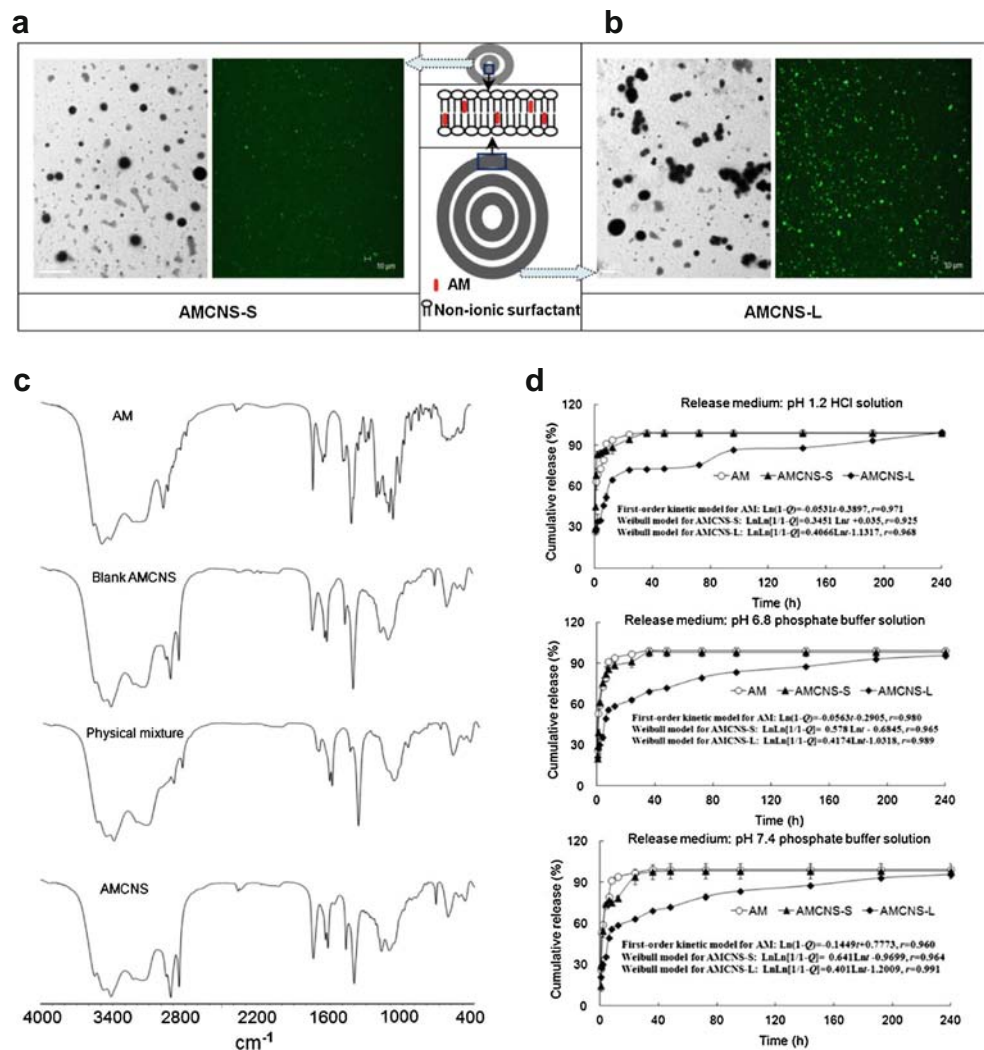 a
b
10 µm
10 µm
AM
Non-ionic surfactant
AMCNS-S
AMCNS-L
c
AM
Blank AMCNS
Physical mixture
AMCNS
4000 3400 2800 1600 1000 400
cm-1
d
Release medium: pH 1.2 HCl solution
Cumulative release (%)
120
90
60
30
0
AM AMCNS-S AMCNS-L
First-order kinetic model for AM: Ln(1-Q)=-0.0531t-0.3897, r=0.971
Weibull model for AMCNS-S: LnLn[1/1-Q]=0.3451 Lnt +0.035, r=0.925
Weibull model for AMCNS-L: LnLn[1/1-Q]=0.4066Lnt-1.1317, r=0.968
0 40 80 120 160 200 240
Time (h)
Release medium: pH 6.8 phosphate buffer solution
Cumulative release (%)
120
90
60
30
0
AM AMCNS-S AMCNS-L
First-order kinetic model for AM: Ln(1-Q)=-0.0563t-0.2905, r=0.980
Weibull model for AMCNS-S: LnLn[1/1-Q]= 0.578 Lnt - 0.6845, r=0.965
Weibull model for AMCNS-L: LnLn[1/1-Q]=0.4174Lnt-1.0318, r=0.989
0 40 80 120 160 200 240
Time (h)
Release medium: pH 7.4 phosphate buffer solution
Cumulative release (%)
120
90
60
30
0
AM AMCNS-S AMCNS-L
First-order kinetic model for AM: Ln(1-Q)=-0.1449t+0.7773, r=0.960
Weibull model for AMCNS-S: LnLn[1/1-Q]= 0.641Lnt -0.9699, r=0.964
Weibull model for AMCNS-L: LnLn[1/1-Q]=0.401Lnt-1.2009, r=0.991
0 40 80 120 160 200 240
Time (h)